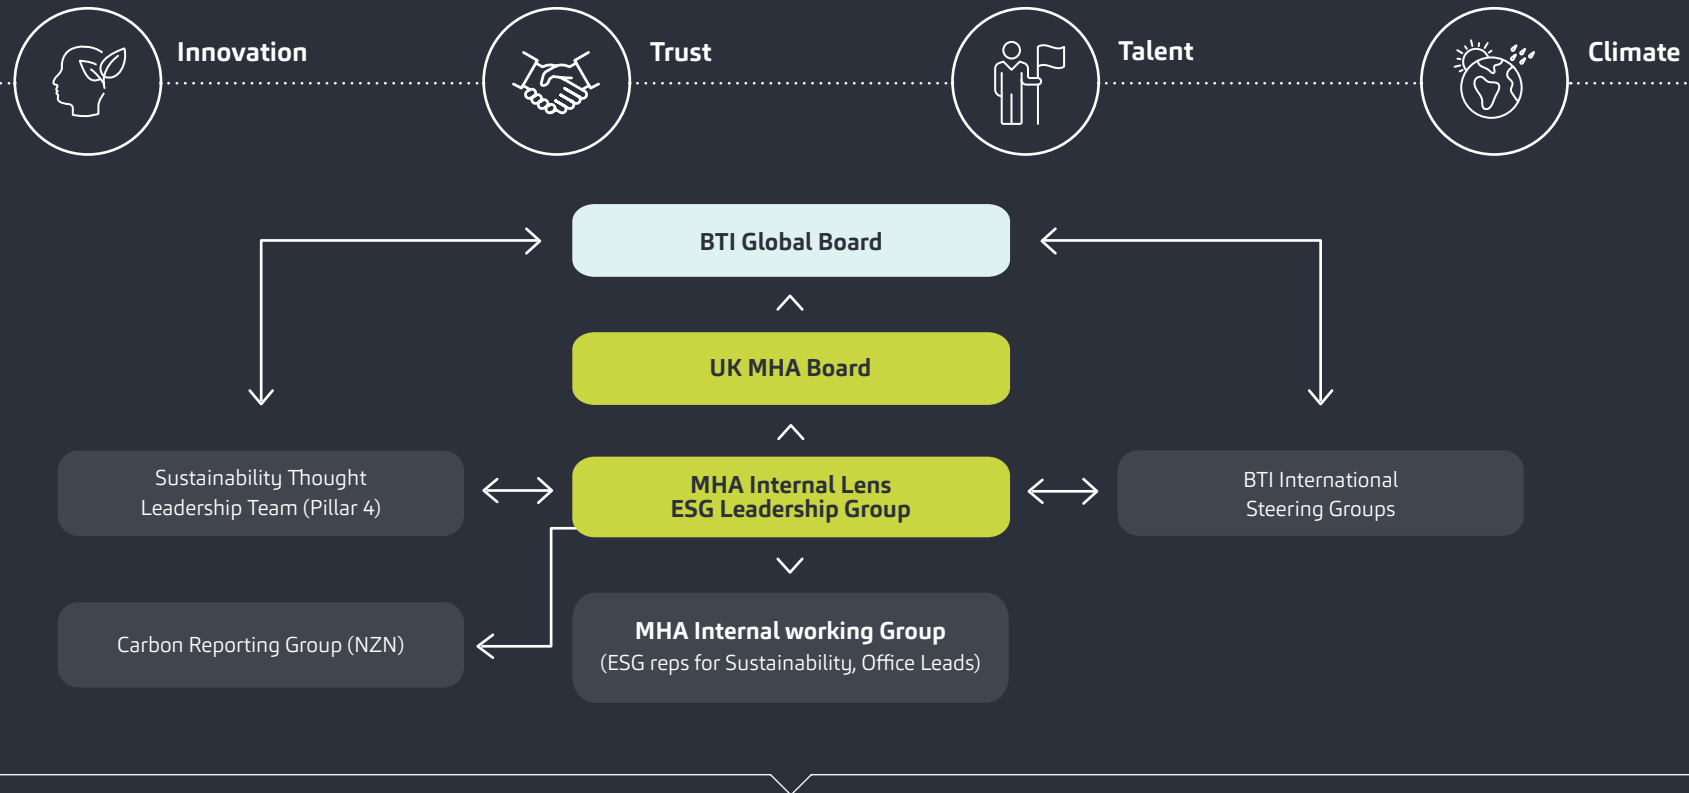 Innovation
Trust
Talent
Climate
BTI Global Board
UK MHA Board
Sustainability Thought
Leadership Team (Pillar 4)
MHA Internal Lens
ESG Leadership Group
BTI International
Steering Groups
Carbon Reporting Group (NZN)
MHA Internal working Group
(ESG reps for Sustainability, Office Leads)